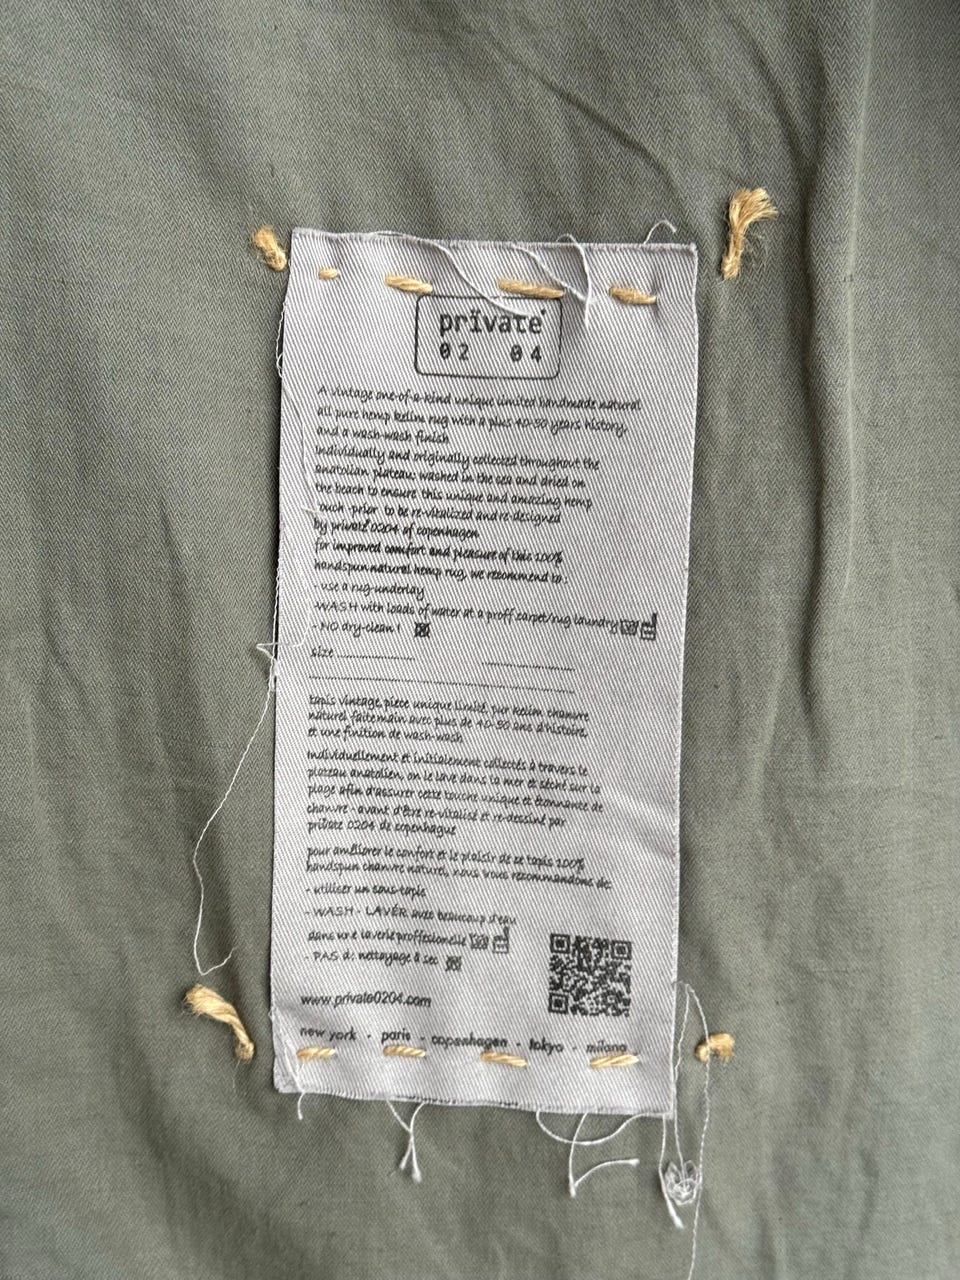 prïvate°
02 04
A vintage one-of-a-kind unique limited handmade natural
all pure hemp kelim rug with a plus 40-50 years history,
and a wash-wash finish
individually and originally collected throughout the
anatolian plateau; washed in the sea and dried on
the beach to ensure this unique and amazing hemp
touch - prior to be re-vitalized and re-designed
by prïvate°0204 of copenhagen
for improved comfort and pleasure of this 100%
handspun natural hemp rug, we recommend to:
- use a rug-underlay
-WASH with loads of water at a proff carpet/rug laundry
- NO dry-clean!
size
tapis vintage, piece unique limité, pur kelim chanvre
naturel faite main avec plus de 40-50 ans d'histoire,
et une finition de wash-wash
individuellement et initialement collectés à travers le
plateau anatolien, on le lave dans la mer et séché sur la
plage afin d'assurer cette touche unique et étonnante de
chanvre - avant d'être re-vitalisé et re-dessiné par
prïvate 0204 de copenhague
pour améliorer le confort et le plaisir de ce tapis 100%
handspun chanvre naturel, nous vous recommandons de:
- utiliser un sous-tapis
- WASH - LAVÉR avec beaucoup d'eau
dans une laverie proffesionelle
- PAS de nettoyage à sec
www.private0204.com
new york - paris - copenhagen - tokyo - milano